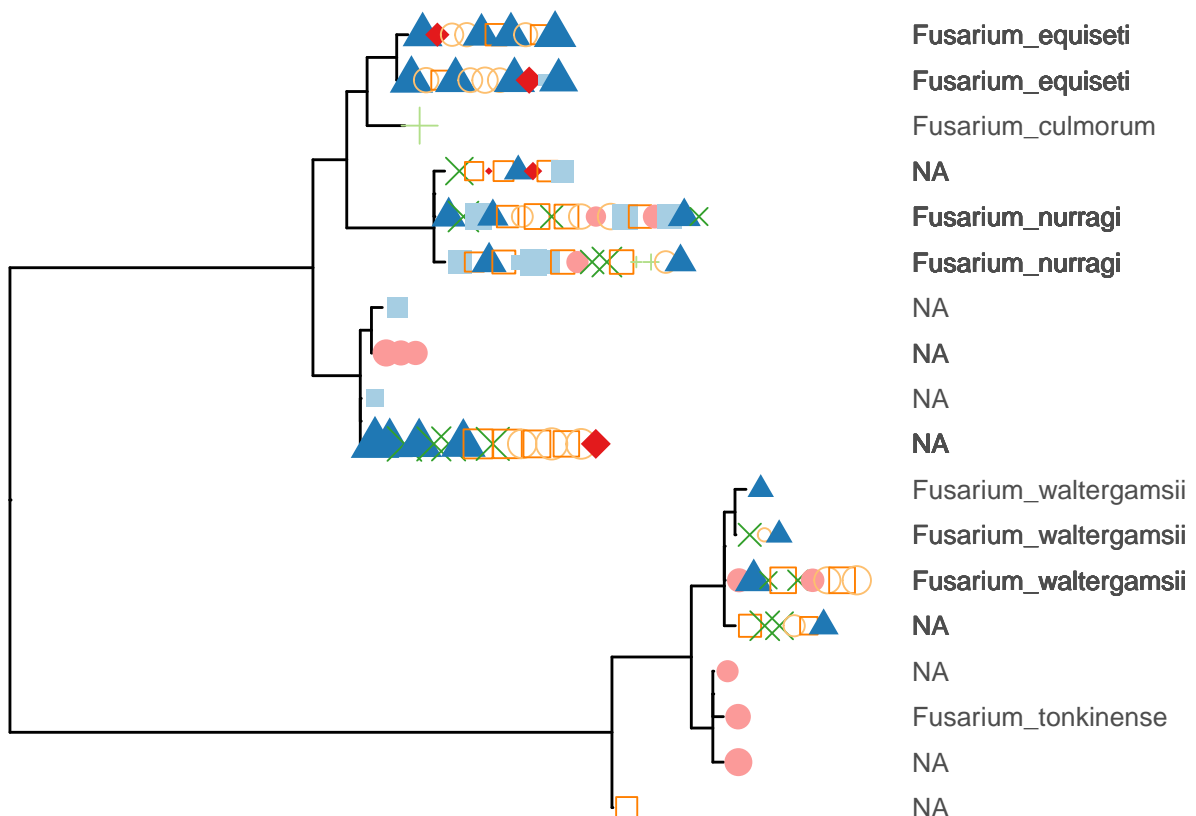 Fusarium_equiseti
Fusarium_equiseti
Fusarium_culmorum
NA
Fusarium_nurragi
Fusarium_nurragi
NA
NA
NA
NA
Fusarium_waltergamsii
Fusarium_waltergamsii
Fusarium_waltergamsii
NA
NA
Fusarium_tonkinense
NA
NA